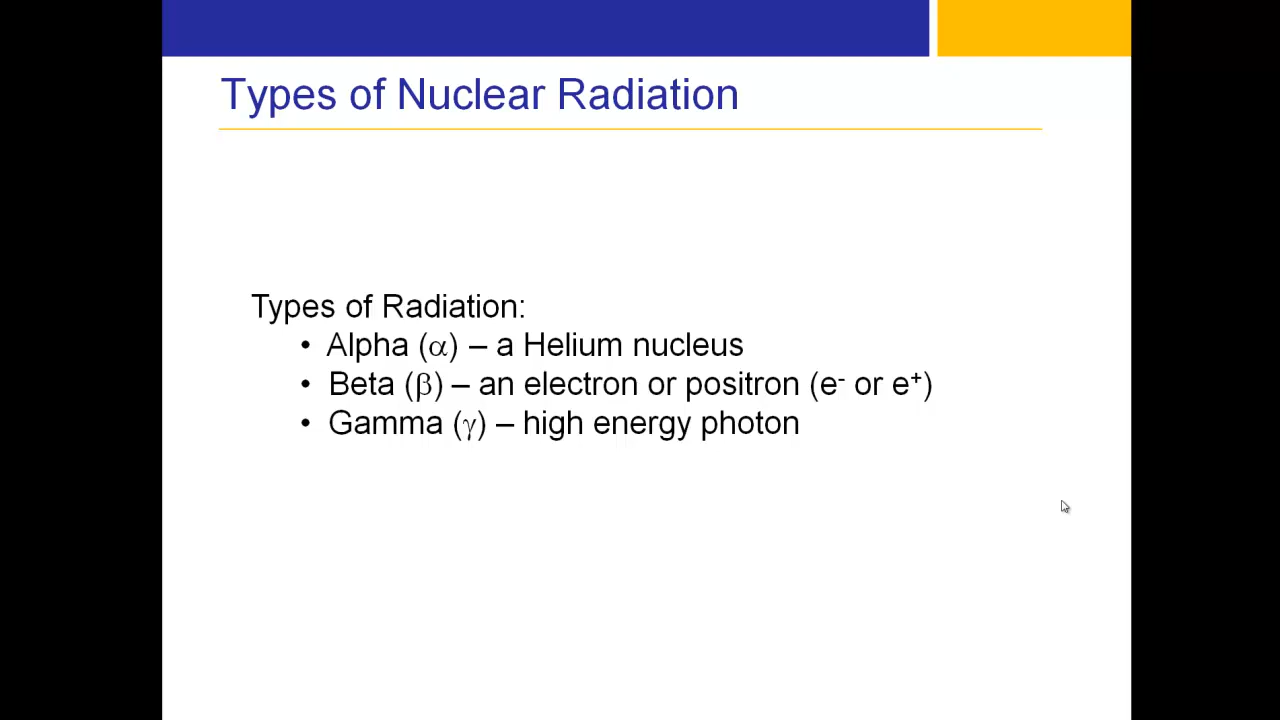 Types of Nuclear Radiation
Types of Radiation:
• Alpha (α) – a Helium nucleus
• Beta (β) – an electron or positron (e⁻ or e⁺)
• Gamma (γ) – high energy photon